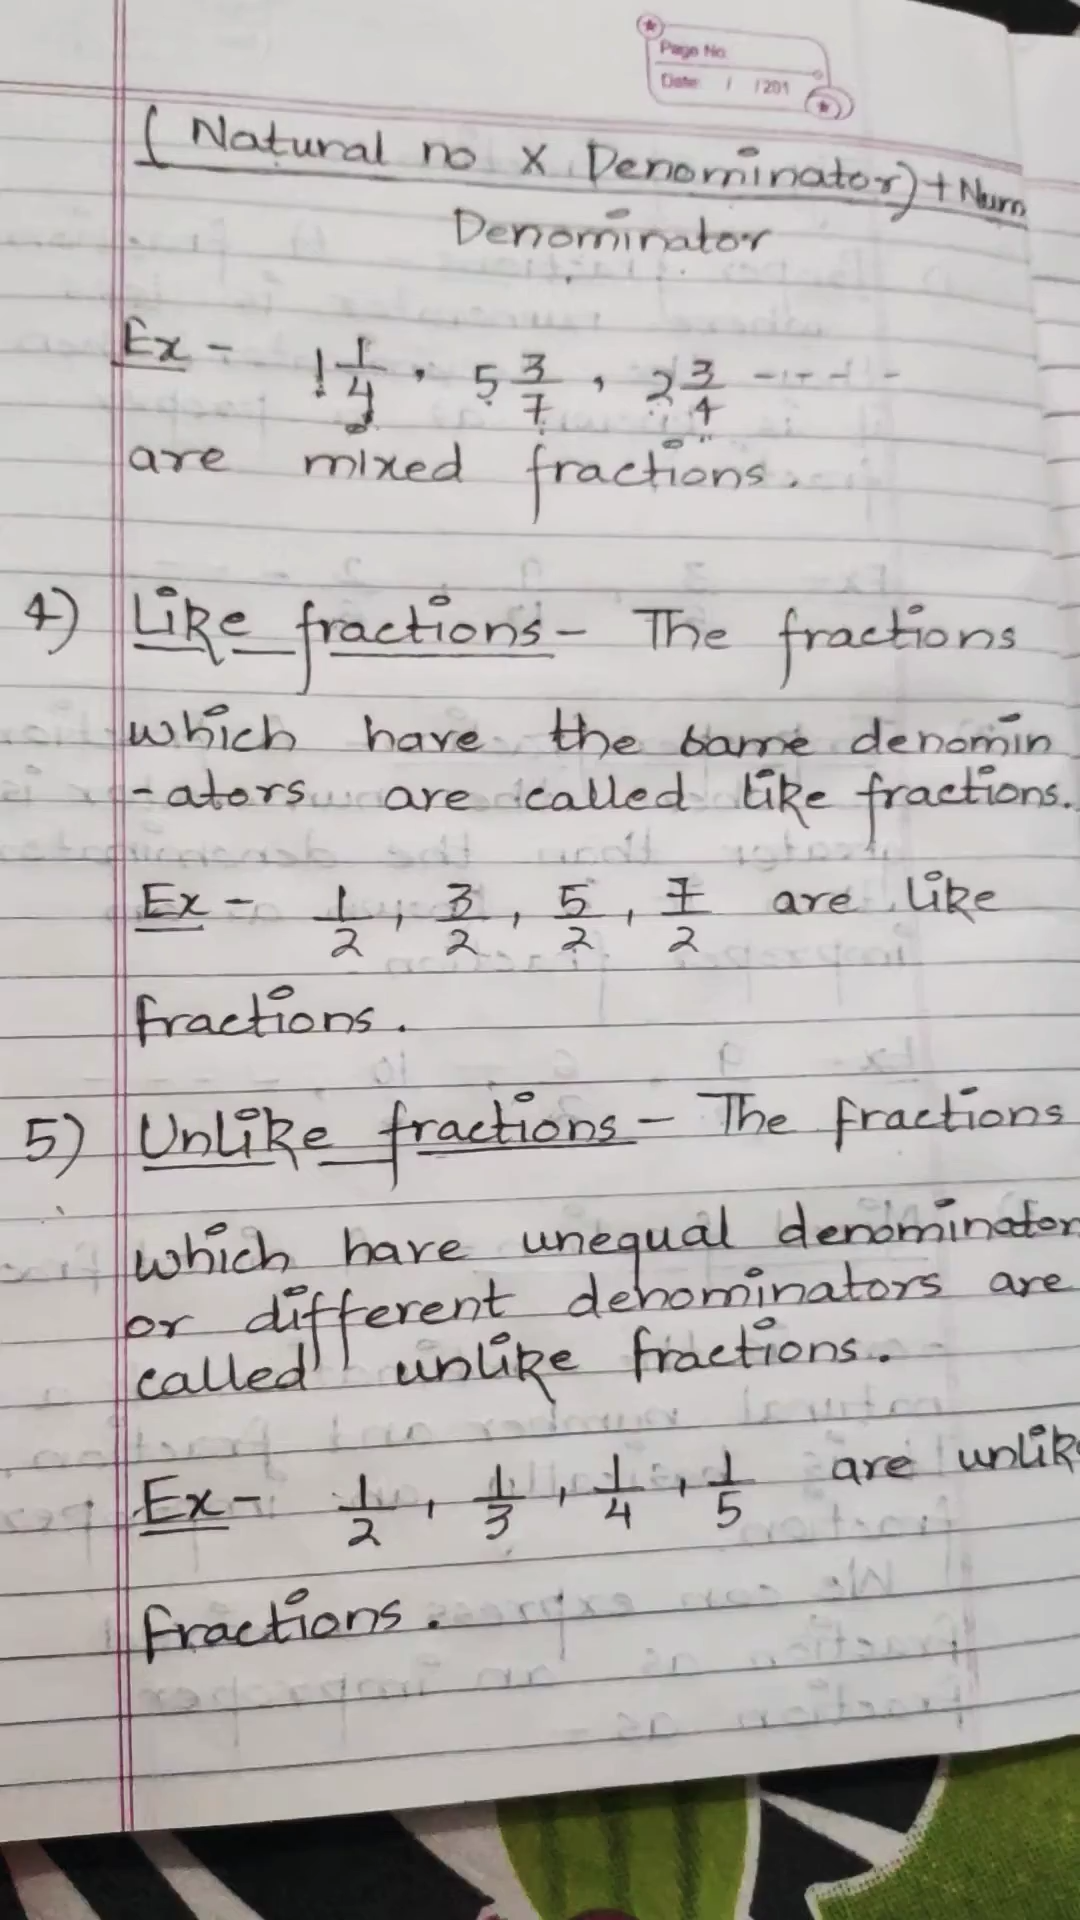 Page No.
Date / /201
( Natural no X Denominator) + Num
Denominator
Ex - 1 1/4, 5 3/7, 2 3/4 -----
are mixed fractions.
4) Like fractions - The fractions
which have the same denomin
-ators are called like fractions.
Ex - 1/2, 3/2, 5/2, 7/2 are like
fractions.
5) Unlike fractions - The fractions
which have unequal denominator
or different denominators are
called unlike fractions.
Ex - 1/2, 1/3, 1/4, 1/5 are unlike
fractions.